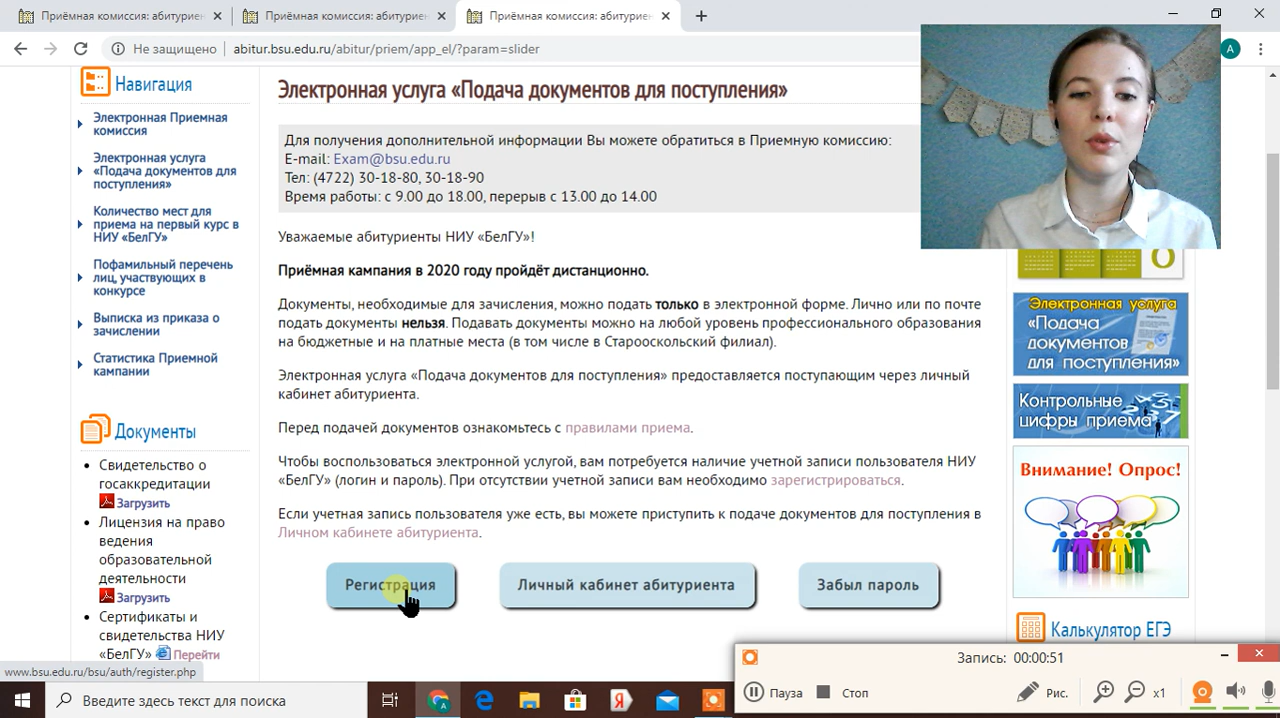 Приёмная комиссия: абитуриен
Приёмная комиссия: абитуриен
Приёмная комиссия: абитуриен
Не защищено
abitur.bsu.edu.ru/abitur/priem/app_el/?param=slider
A
Навигация
Электронная Приемная
комиссия
Электронная услуга
«Подача документов для
поступления»
Количество мест для
приема на первый курс в
НИУ «БелГУ»
Пофамильный перечень
лиц, участвующих в
конкурсе
Выписка из приказа о
зачислении
Статистика Приемной
кампании
Документы
Свидетельство о
госаккредитации
Загрузить
Лицензия на право
ведения
образовательной
деятельности
Загрузить
Сертификаты и
свидетельства НИУ
«БелГУ» Перейти
Электронная услуга «Подача документов для поступления»
Для получения дополнительной информации Вы можете обратиться в Приемную комиссию:
E-mail: Exam@bsu.edu.ru
Тел: (4722) 30-18-80, 30-18-90
Время работы: с 9.00 до 18.00, перерыв с 13.00 до 14.00
Уважаемые абитуриенты НИУ «БелГУ»!
Приёмная кампания в 2020 году пройдёт дистанционно.
Документы, необходимые для зачисления, можно подать только в электронной форме. Лично или по почте
подать документы нельзя. Подавать документы можно на любой уровень профессионального образования
на бюджетные и на платные места (в том числе в Старооскольский филиал).
Электронная услуга «Подача документов для поступления» предоставляется поступающим через личный
кабинет абитуриента.
Перед подачей документов ознакомьтесь с правилами приема.
Чтобы воспользоваться электронной услугой, вам потребуется наличие учетной записи пользователя НИУ
«БелГУ» (логин и пароль). При отсутствии учетной записи вам необходимо зарегистрироваться.
Если учетная запись пользователя уже есть, вы можете приступить к подаче документов для поступления в
Личном кабинете абитуриента.
Регистрация
Личный кабинет абитуриента
Забыл пароль
Электронная услуга
«Подача
документов
для поступления»
Контрольные
цифры приема
Внимание! Опрос!
Калькулятор ЕГЭ
www.bsu.edu.ru/bsu/auth/register.php
Запись: 00:00:51
Пауза
Стоп
Рис.
x1
Введите здесь текст для поиска